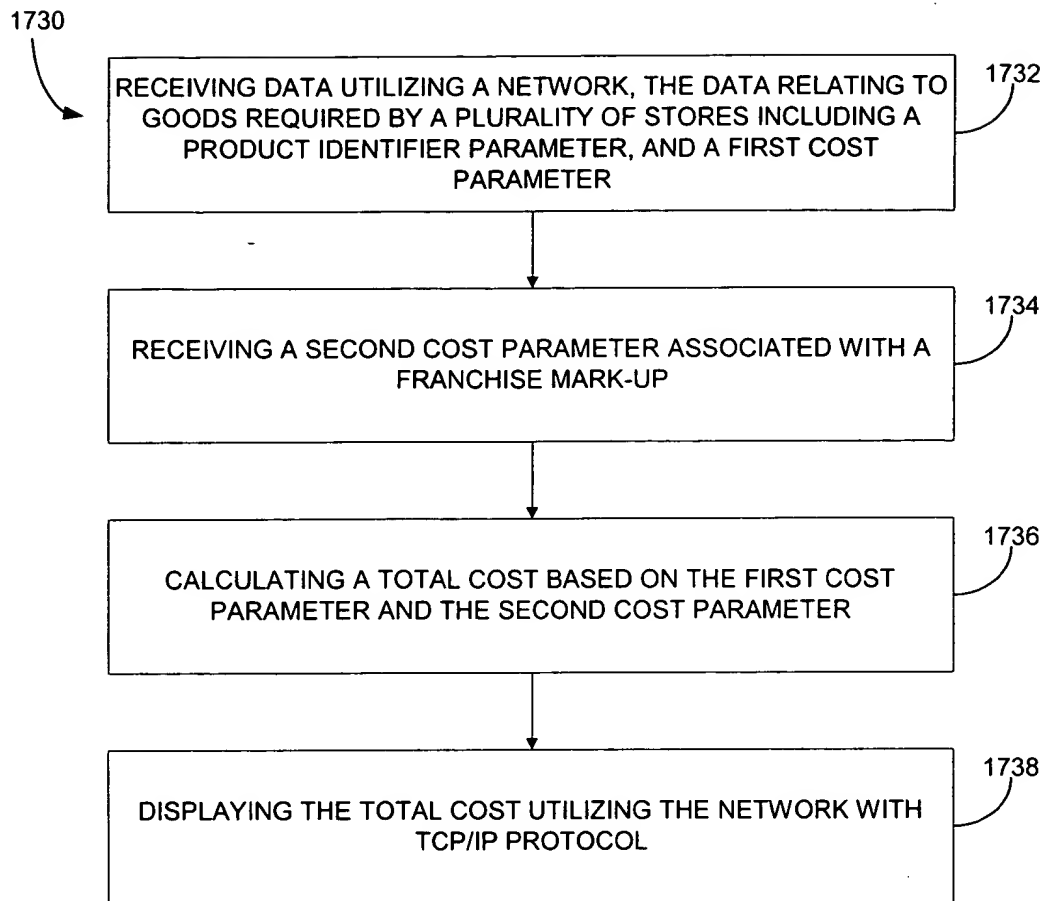 1730
RECEIVING DATA UTILIZING A NETWORK, THE DATA RELATING TO
GOODS REQUIRED BY A PLURALITY OF STORES INCLUDING A
PRODUCT IDENTIFIER PARAMETER, AND A FIRST COST
PARAMETER
1732
RECEIVING A SECOND COST PARAMETER ASSOCIATED WITH A
FRANCHISE MARK-UP
1734
CALCULATING A TOTAL COST BASED ON THE FIRST COST
PARAMETER AND THE SECOND COST PARAMETER
1736
DISPLAYING THE TOTAL COST UTILIZING THE NETWORK WITH
TCP/IP PROTOCOL
1738